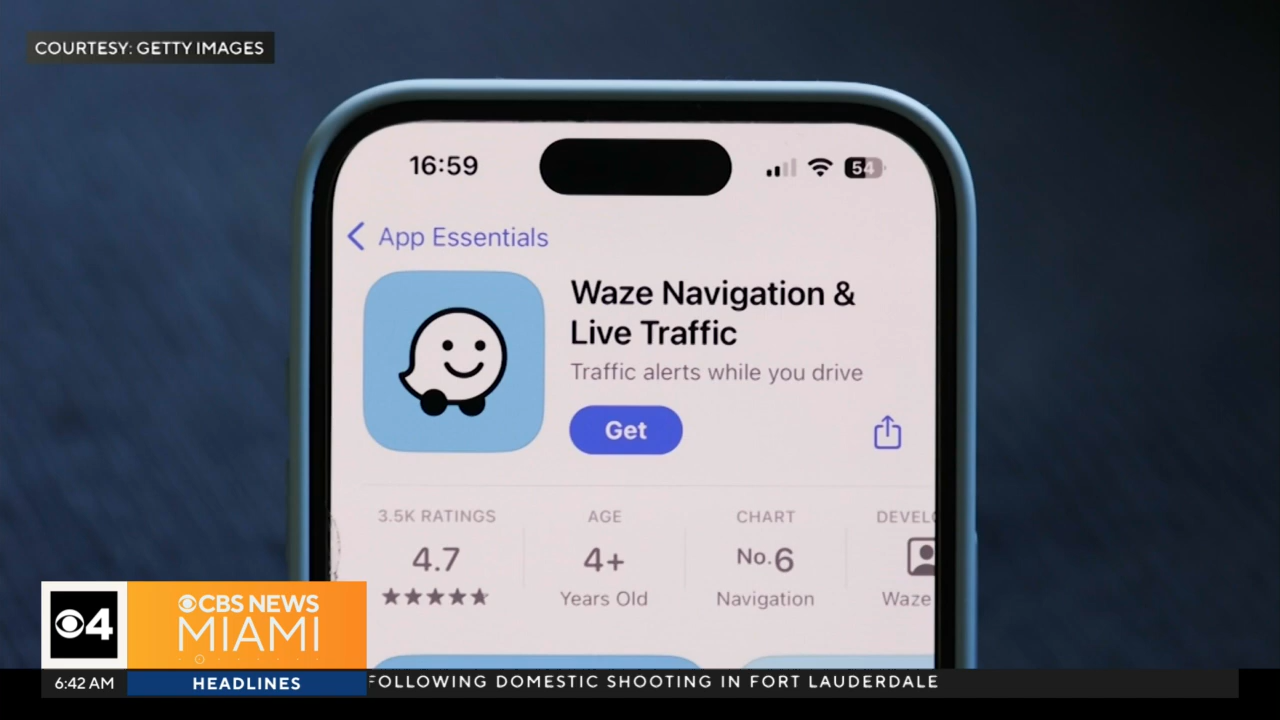 COURTESY: GETTY IMAGES
16:59
54
App Essentials
Waze Navigation &
Live Traffic
Traffic alerts while you drive
Get
3.5K RATINGS
4.7
AGE
4+
Years Old
CHART
No.6
Navigation
DEVEL
Waze
4
CBS NEWS
MIAMI
6:42 AM
HEADLINES
FOLLOWING DOMESTIC SHOOTING IN FORT LAUDERDALE